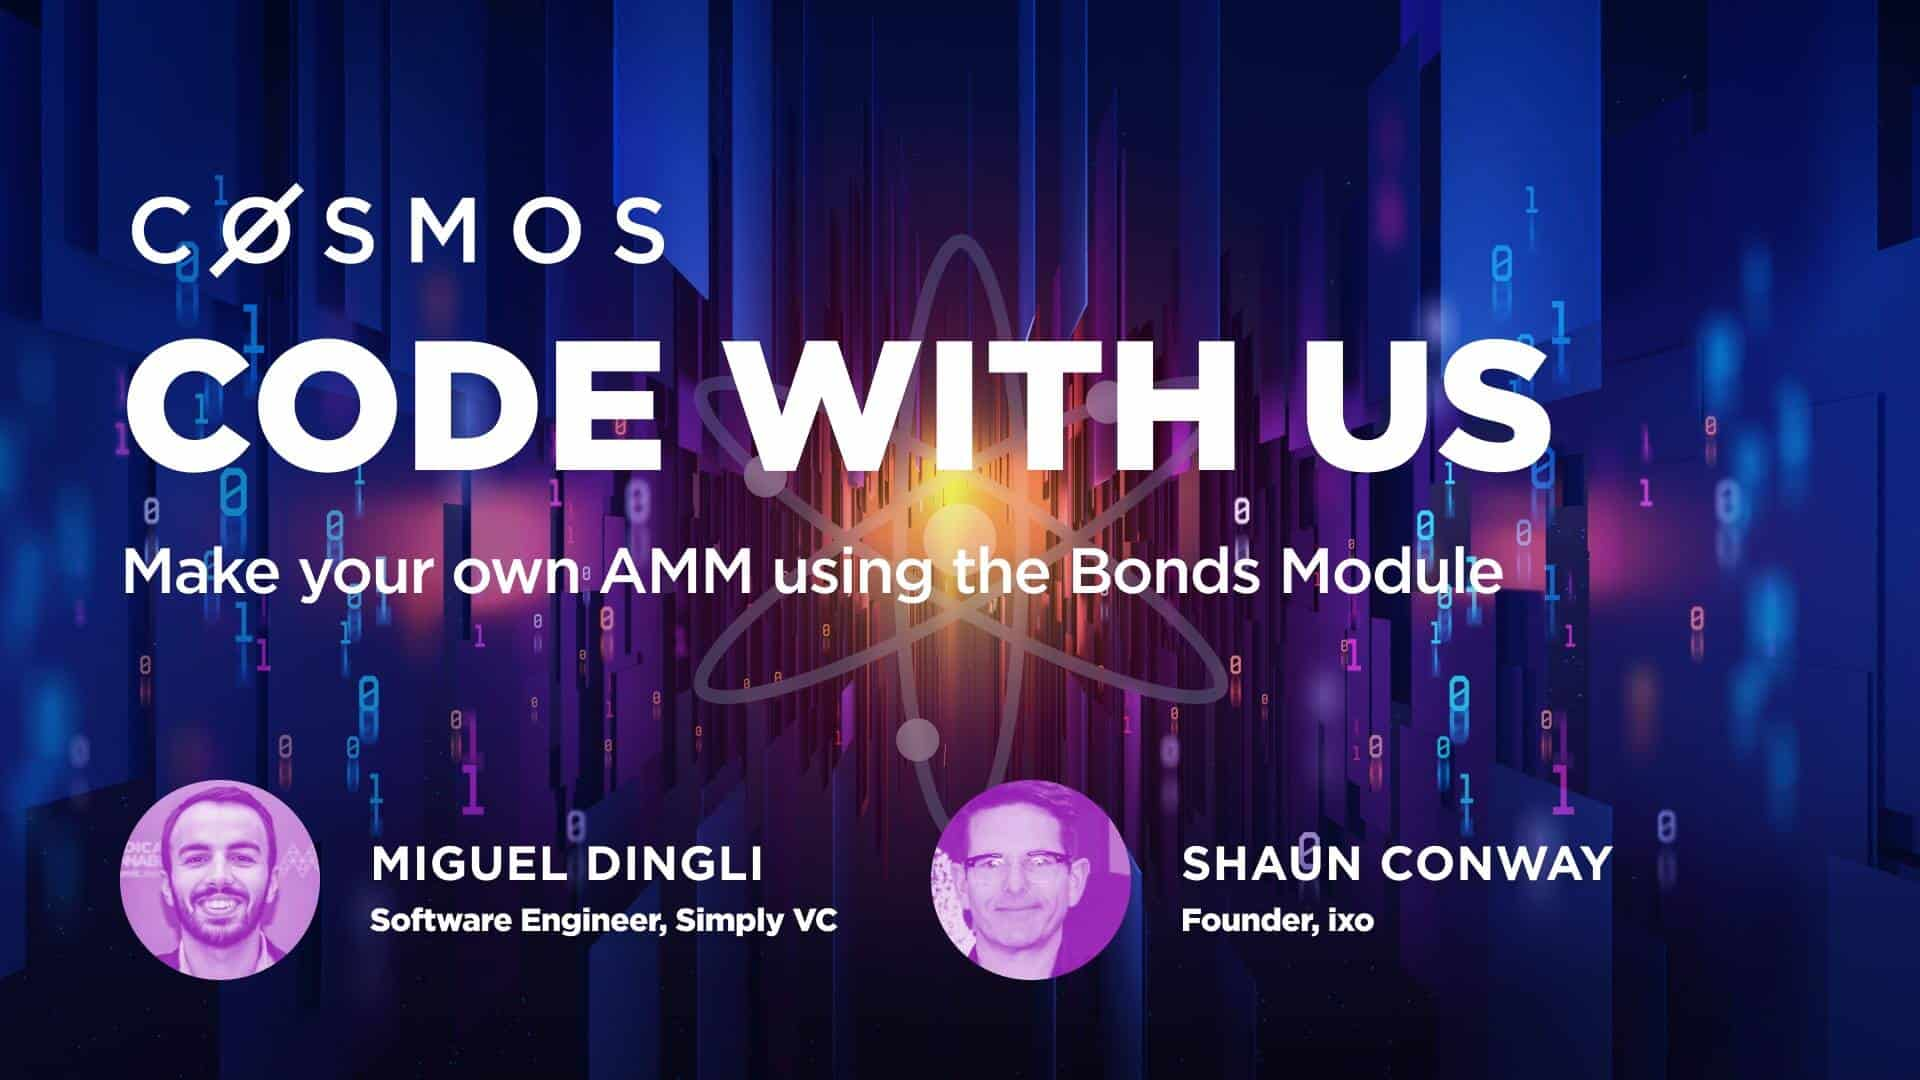 CØSMOS
CODE WITH US
Make your own AMM using the Bonds Module
MIGUEL DINGLI
Software Engineer, Simply VC
SHAUN CONWAY
Founder, ixo